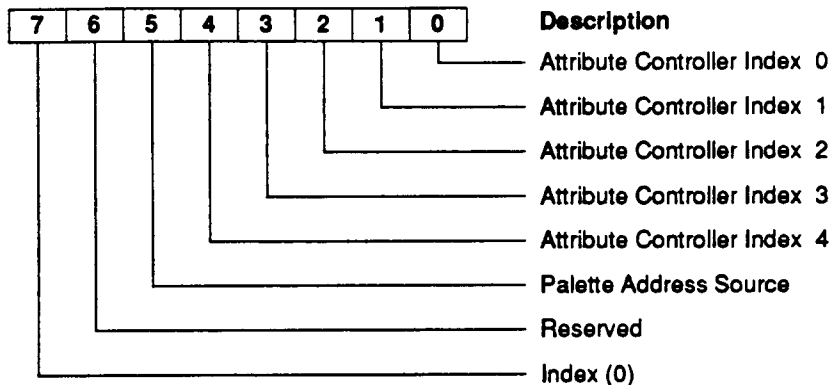 7 6 5 4 3 2 1 0 Description
Attribute Controller Index 0
Attribute Controller Index 1
Attribute Controller Index 2
Attribute Controller Index 3
Attribute Controller Index 4
Palette Address Source
Reserved
Index (0)